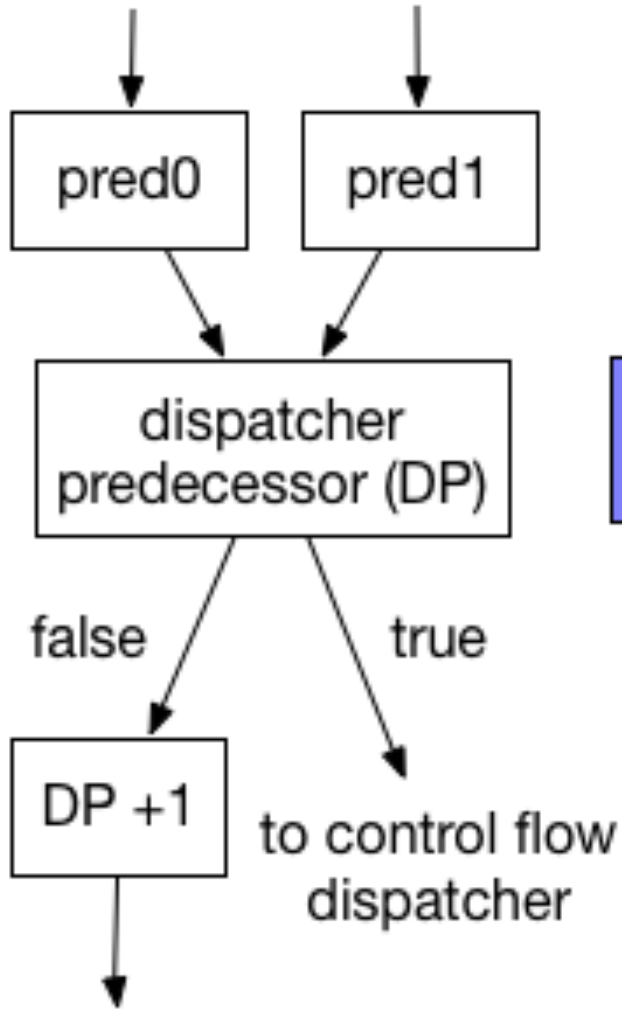 pred0
pred1
dispatcher
predecessor (DP)
false
true
DP +1
to control flow
dispatcher